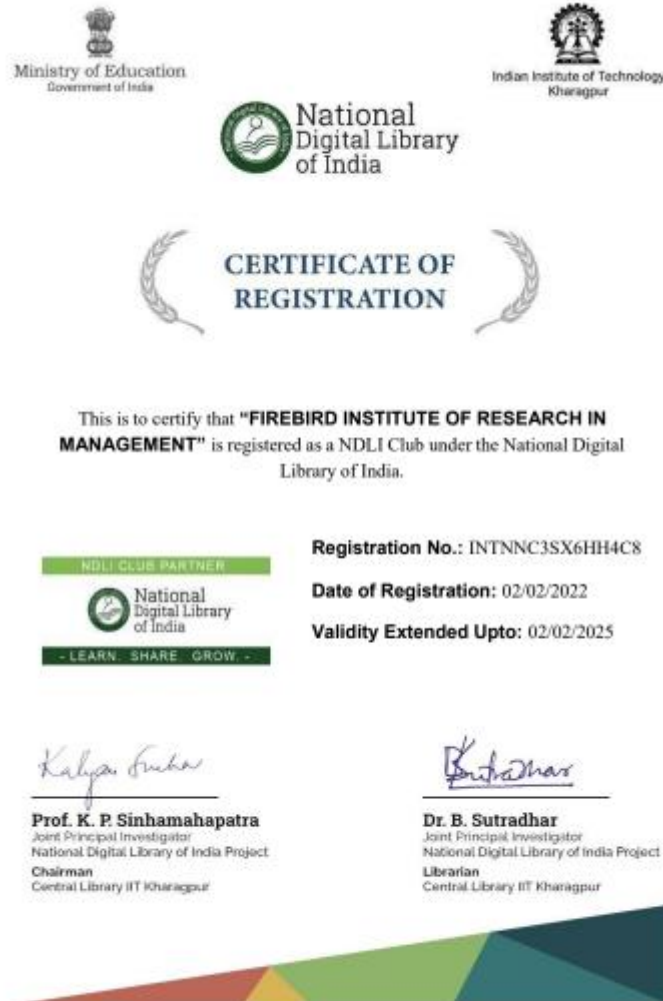 Ministry of Education
Government of India
Indian Institute of Technology
Kharagpur
National
Digital Library
of India
CERTIFICATE OF
REGISTRATION
This is to certify that "FIREBIRD INSTITUTE OF RESEARCH IN
MANAGEMENT" is registered as a NDLI Club under the National Digital
Library of India.
NDLI CLUB PARTNER
National
Digital Library
of India
- LEARN. SHARE. GROW. -
Registration No.: INTNNC3SX6HH4C8
Date of Registration: 02/02/2022
Validity Extended Upto: 02/02/2025
Prof. K. P. Sinhamahapatra
Joint Principal Investigator
National Digital Library of India Project
Chairman
Central Library IIT Kharagpur
Dr. B. Sutradhar
Joint Principal Investigator
National Digital Library of India Project
Librarian
Central Library IIT Kharagpur